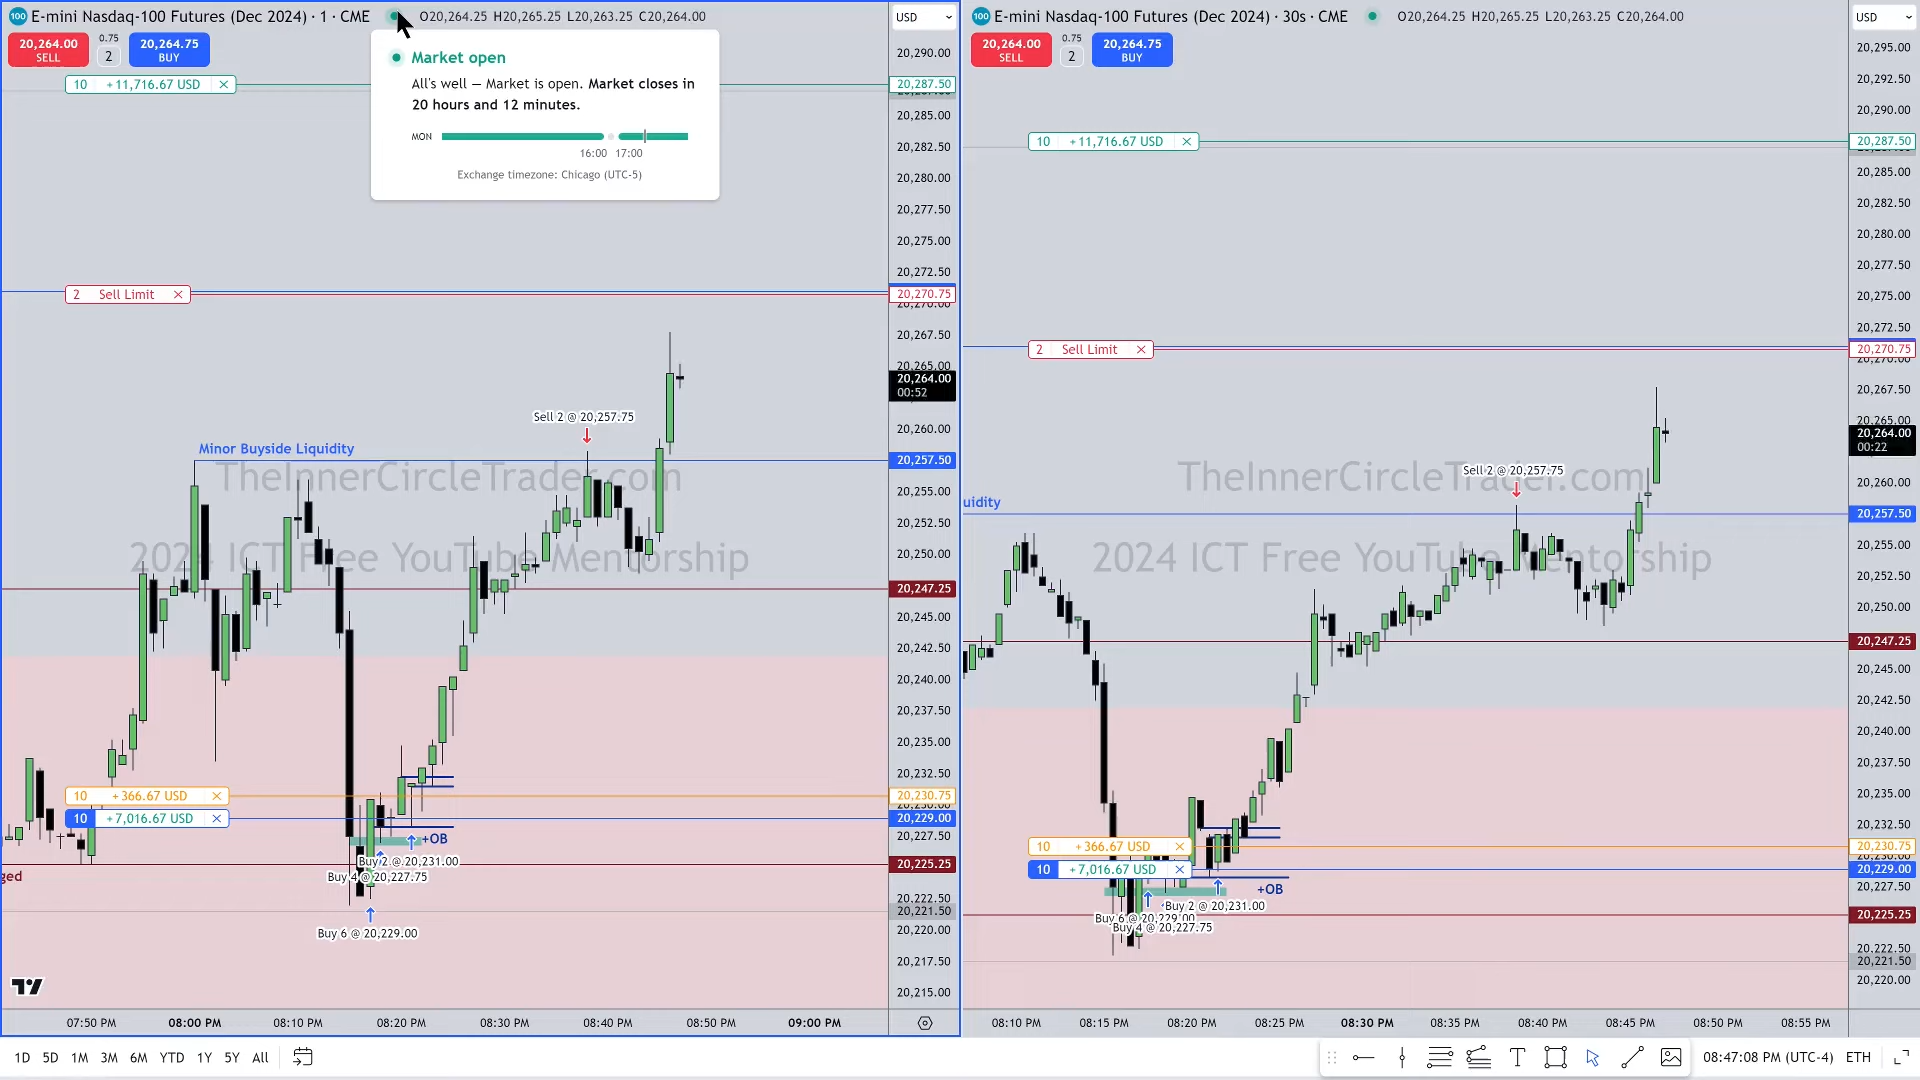 E-mini Nasdaq-100 Futures (Dec 2024) · 1 · CME
O20,264.25 H20,265.25 L20,263.25 C20,264.00
USD
20,264.00
SELL
0.75
2
20,264.75
BUY
10 +11,716.67 USD
Market open
All's well — Market is open. Market closes in
20 hours and 12 minutes.
MON
16:00 17:00
Exchange timezone: Chicago (UTC-5)
2 Sell Limit
Sell 2 @ 20,257.75
Minor Buyside Liquidity
TheInnerCircleTrader.com
2024 ICT Free YouTube Mentorship
10 +366.67 USD
10 +7,016.67 USD
+OB
Buy 2 @ 20,231.00
Buy 4 @ 20,227.75
ged
Buy 6 @ 20,229.00
20,290.00
20,287.50
20,285.00
20,282.50
20,280.00
20,277.50
20,275.00
20,272.50
20,270.75
20,270.00
20,267.50
20,265.00
20,264.00
00:52
20,260.00
20,257.50
20,255.00
20,252.50
20,250.00
20,247.25
20,245.00
20,242.50
20,240.00
20,237.50
20,235.00
20,232.50
20,230.75
20,230.00
20,229.00
20,227.50
20,225.25
20,222.50
20,221.50
20,220.00
20,217.50
20,215.00
07:50 PM 08:00 PM 08:10 PM 08:20 PM 08:30 PM 08:40 PM 08:50 PM 09:00 PM
E-mini Nasdaq-100 Futures (Dec 2024) · 30s · CME
O20,264.25 H20,265.25 L20,263.25 C20,264.00
USD
20,264.00
SELL
0.75
2
20,264.75
BUY
10 +11,716.67 USD
2 Sell Limit
Sell 2 @ 20,257.75
uidity
TheInnerCircleTrader.com
2024 ICT Free YouTube Mentorship
10 +366.67 USD
10 +7,016.67 USD
+OB
Buy 2 @ 20,231.00
Buy 6 @ 20,229.00
Buy 4 @ 20,227.75
20,295.00
20,292.50
20,290.00
20,287.50
20,285.00
20,282.50
20,280.00
20,277.50
20,275.00
20,272.50
20,270.75
20,270.00
20,267.50
20,265.00
20,264.00
00:22
20,260.00
20,257.50
20,255.00
20,252.50
20,250.00
20,247.25
20,245.00
20,242.50
20,240.00
20,237.50
20,235.00
20,232.50
20,230.75
20,230.00
20,229.00
20,227.50
20,225.25
20,222.50
20,221.50
20,220.00
08:10 PM 08:15 PM 08:20 PM 08:25 PM 08:30 PM 08:35 PM 08:40 PM 08:45 PM 08:50 PM 08:55 PM
1D 5D 1M 3M 6M YTD 1Y 5Y All
08:47:08 PM (UTC-4) ETH